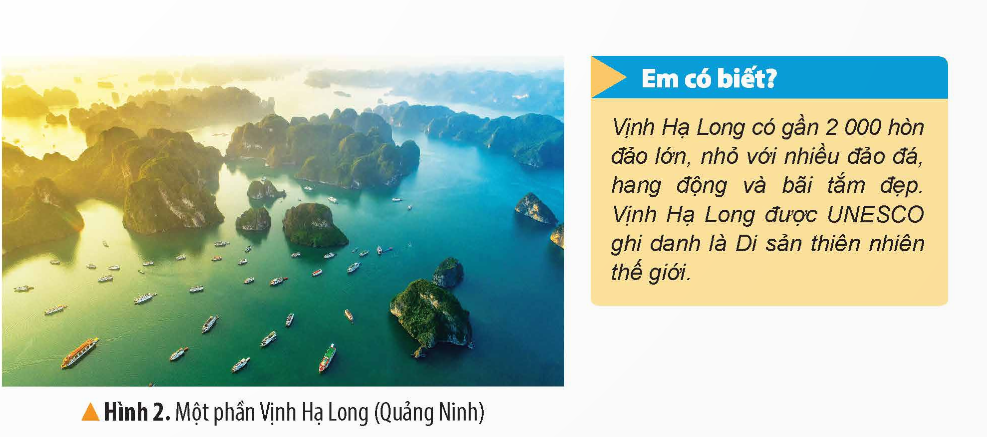 Em có biết?
Vịnh Hạ Long có gần 2 000 hòn
đảo lớn, nhỏ với nhiều đảo đá,
hang động và bãi tắm đẹp.
Vịnh Hạ Long được UNESCO
ghi danh là Di sản thiên nhiên
thế giới.
Hình 2. Một phần Vịnh Hạ Long (Quảng Ninh)